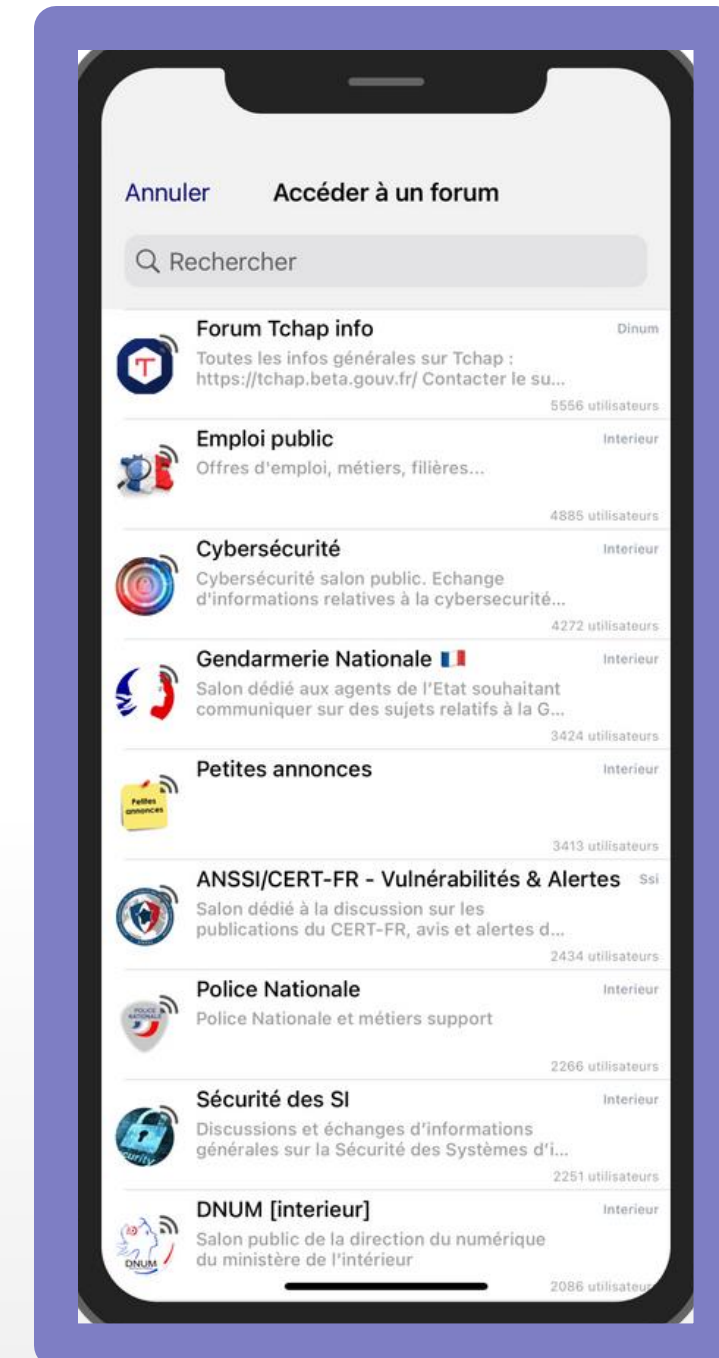 Annuler Accéder à un forum
Rechercher
Forum Tchap info Dinum
Toutes les infos générales sur Tchap :
https://tchap.beta.gouv.fr/ Contacter le su...
5556 utilisateurs
Emploi public Interieur
Offres d'emploi, métiers, filières...
4885 utilisateurs
Cybersécurité Interieur
Cybersécurité salon public. Echange
d'informations relatives à la cybersecurité...
4272 utilisateurs
Gendarmerie Nationale 🇫🇷 Interieur
Salon dédié aux agents de l'Etat souhaitant
communiquer sur des sujets relatifs à la G...
3424 utilisateurs
Petites annonces Interieur
Petites
annonces
3413 utilisateurs
ANSSI/CERT-FR - Vulnérabilités & Alertes Ssi
Salon dédié à la discussion sur les
publications du CERT-FR, avis et alertes d...
2434 utilisateurs
Police Nationale Interieur
POLICE
NATIONALE
Police Nationale et métiers support
2266 utilisateurs
Sécurité des SI Interieur
Discussions et échanges d'informations
générales sur la Sécurité des Systèmes d'i...
urity
2251 utilisateurs
DNUM [interieur] Interieur
Salon public de la direction du numérique
du ministère de l'intérieur
DNUM
2086 utilisateur